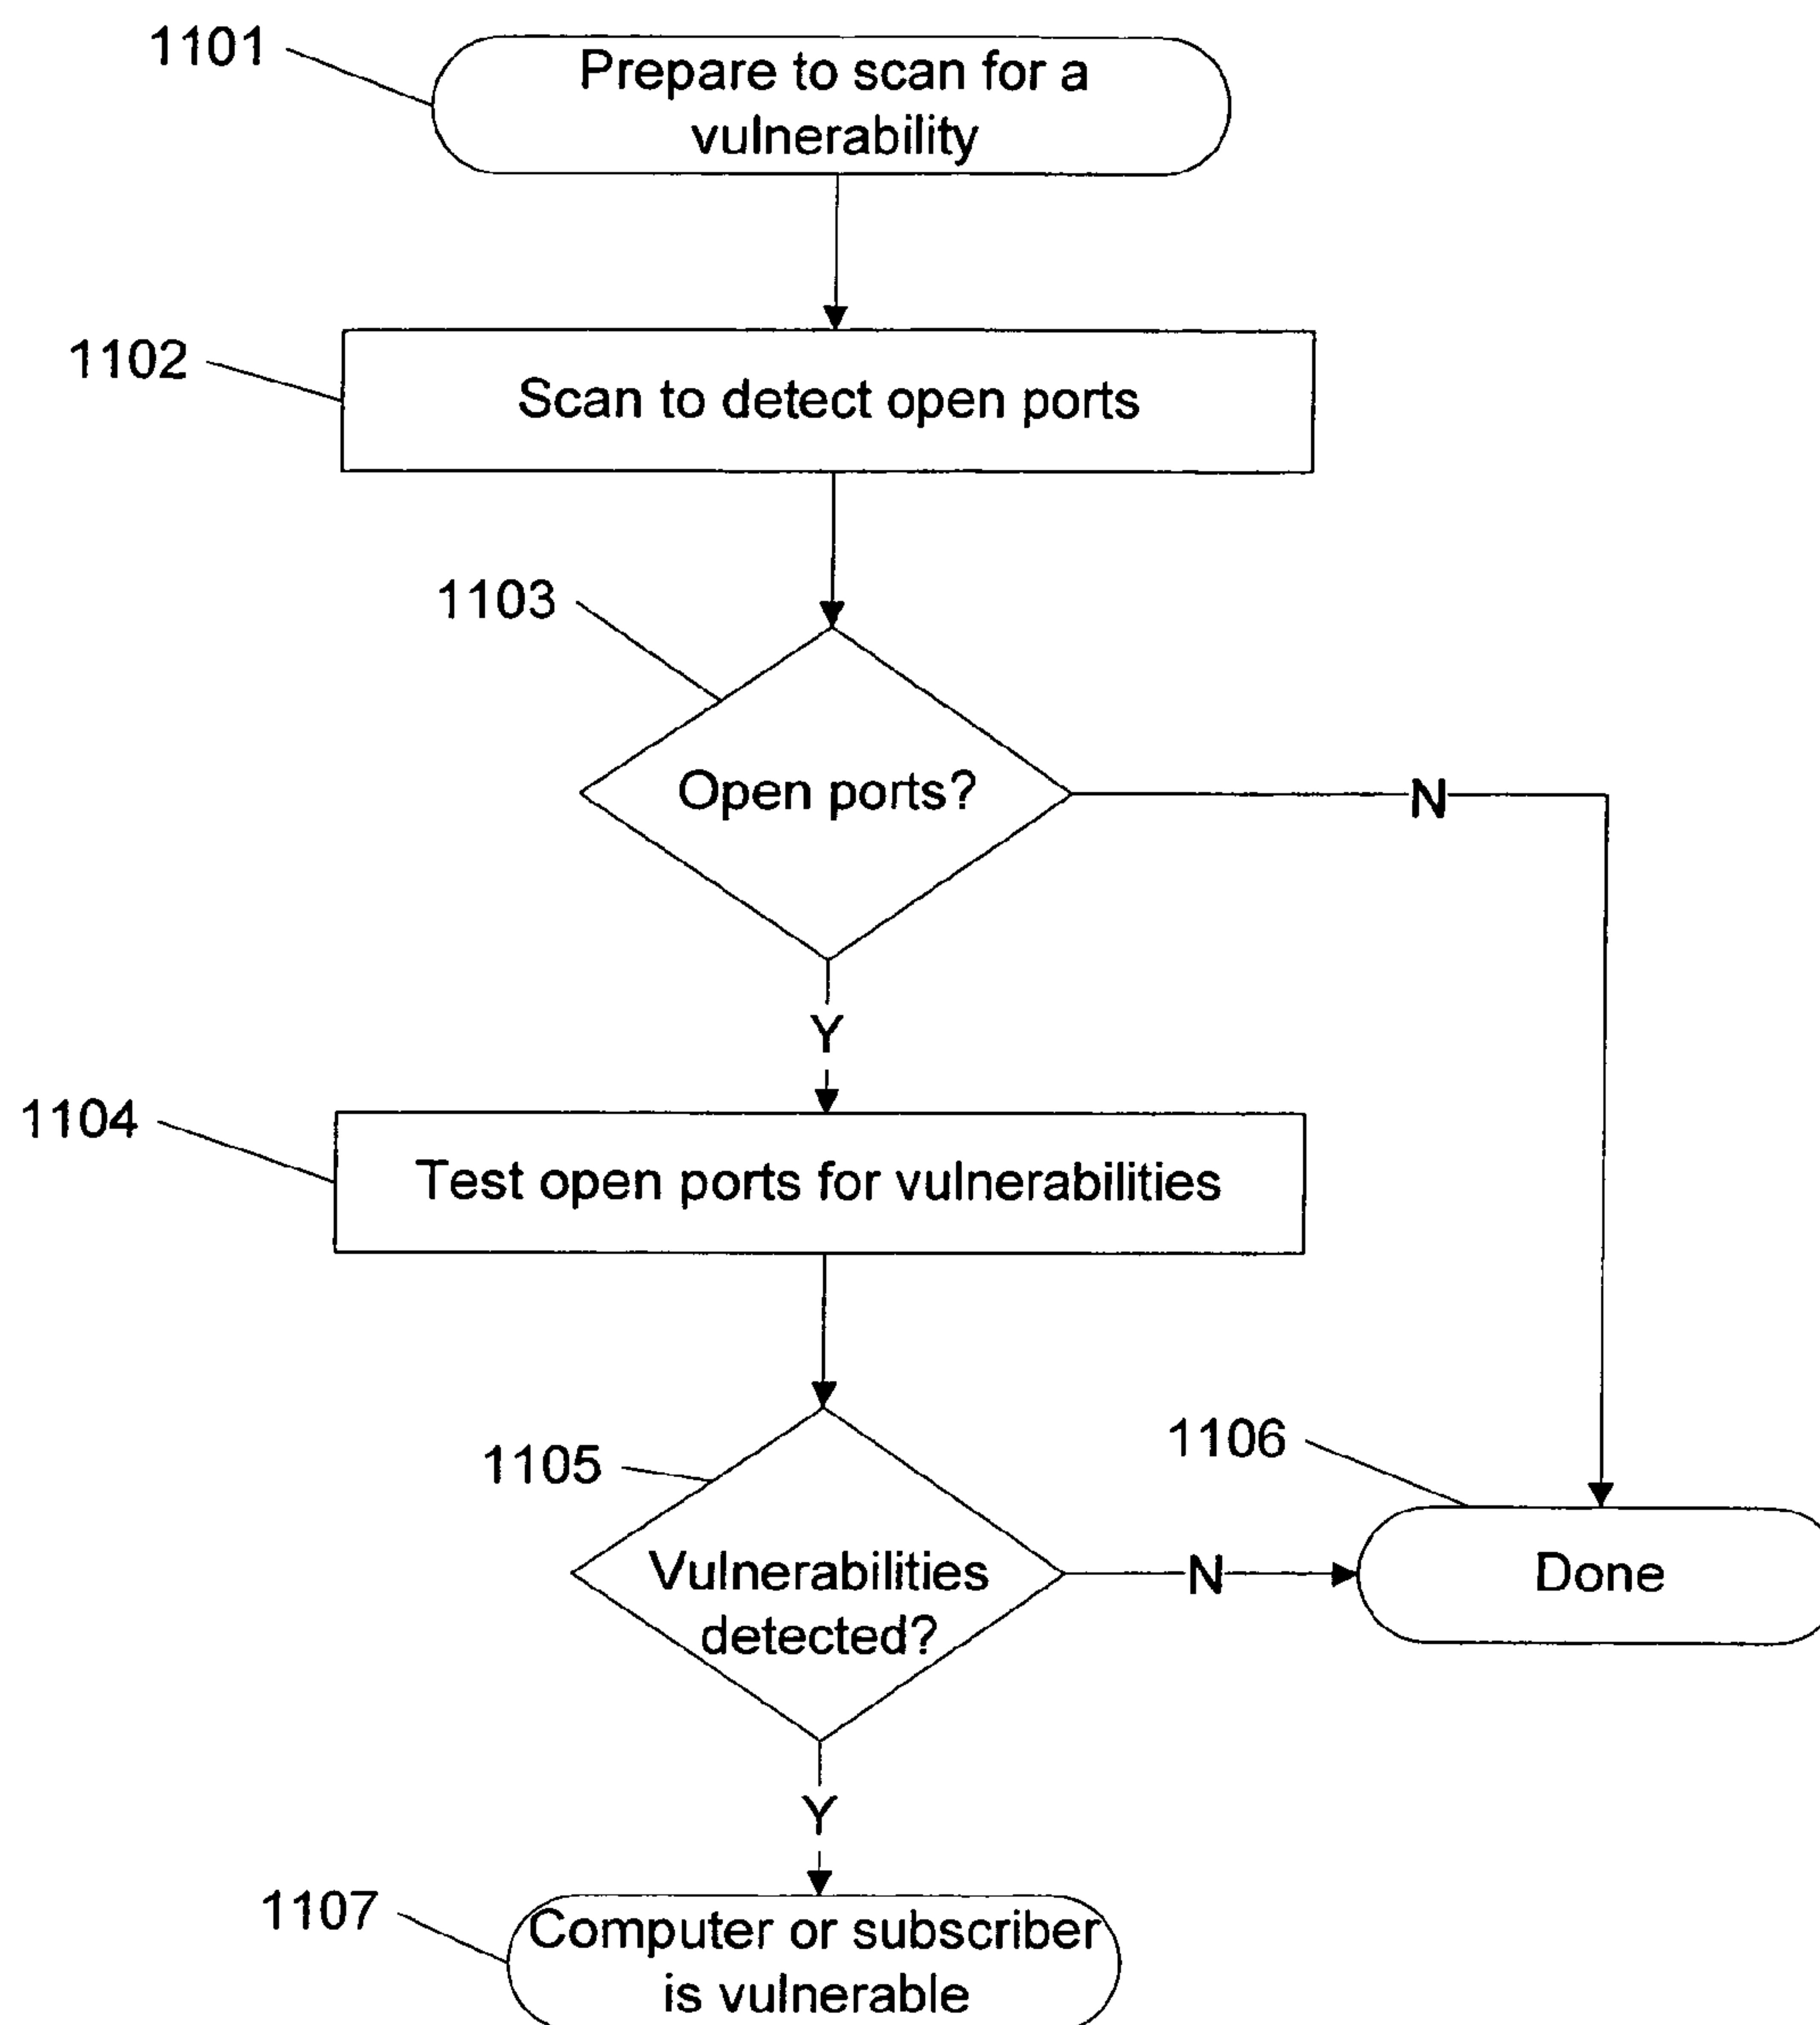 1101
Prepare to scan for a
vulnerability
1102
Scan to detect open ports
1103
Open ports?
N
Y
1104
Test open ports for vulnerabilities
1105
Vulnerabilities
detected?
N
1106
Done
Y
1107
Computer or subscriber
is vulnerable